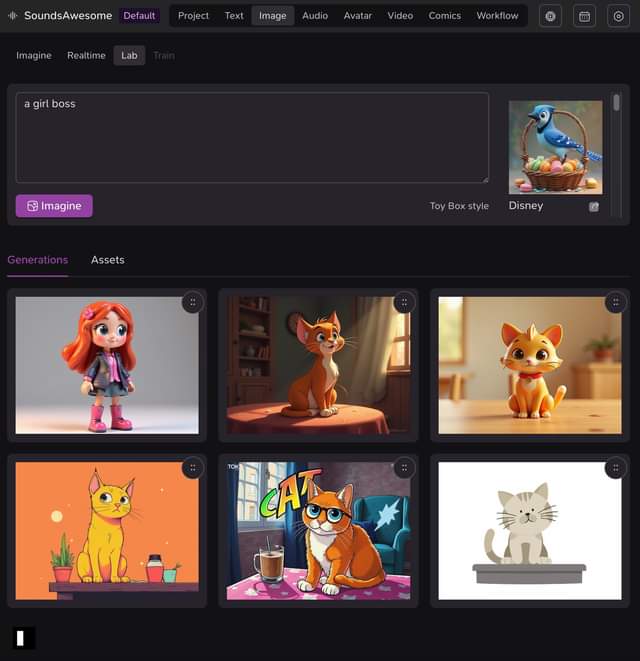 SoundsAwesome Default Project Text Image Audio Avatar Video Comics Workflow
Imagine Realtime Lab Train
a girl boss
Imagine
Toy Box style
Disney
Generations Assets
CAT